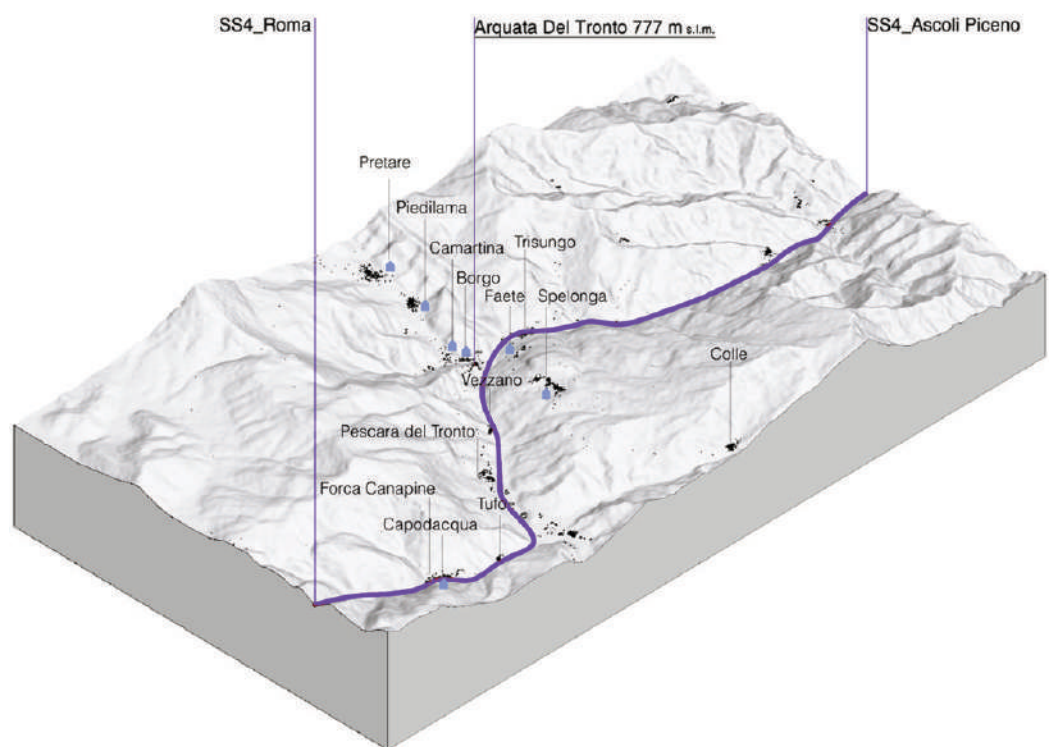 SS4_Roma
Arquata Del Tronto 777 m s.l.m.
SS4_Ascoli Piceno
Pretare
Piedilama
Camartina
Trisungo
Borgo
Faete
Spelonga
Colle
Vezzano
Pescara del Tronto
Forca Canapine
Tufo
Capodacqua